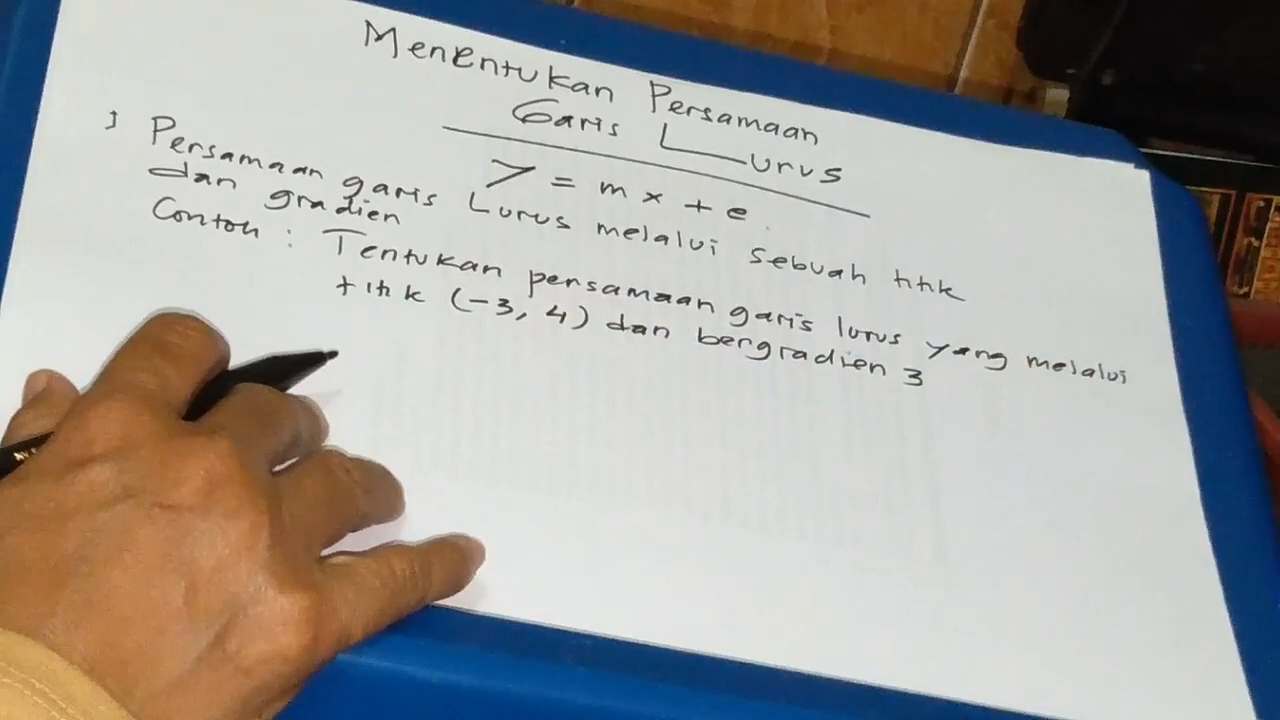 Menentukan Persamaan
Garis Lurus
y = mx + c
1 Persamaan garis Lurus melalui sebuah titik
dan gradien
Contoh : Tentukan persamaan garis lurus yang melalui
titik (-3, 4) dan bergradien 3